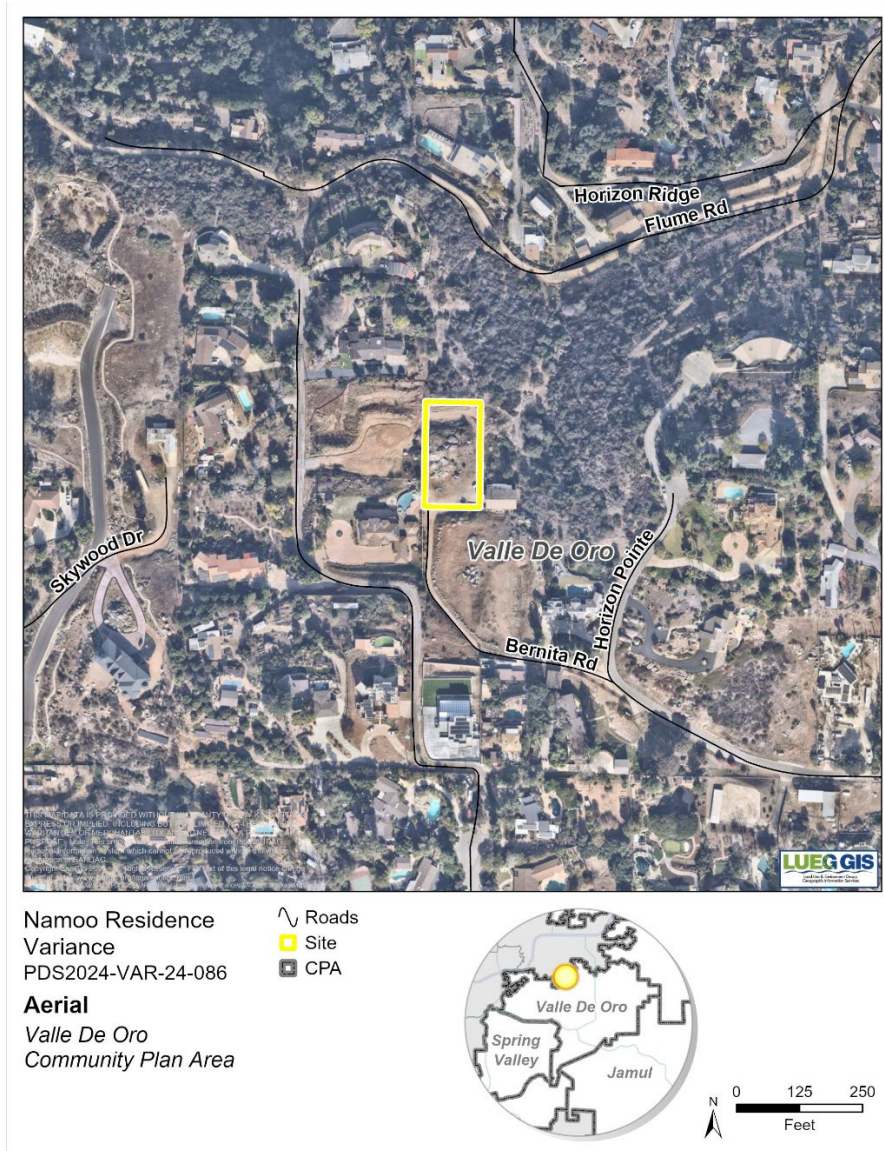 Horizon Ridge
Flume Rd
Skywood Dr
Valle De Oro
Horizon Pointe
Bernita Rd
LUEG GIS
Namoo Residence
Variance
PDS2024-VAR-24-086
Aerial
Valle De Oro
Community Plan Area
Roads
Site
CPA
Valle De Oro
Spring
Valley
Jamul
N
0 125 250
Feet